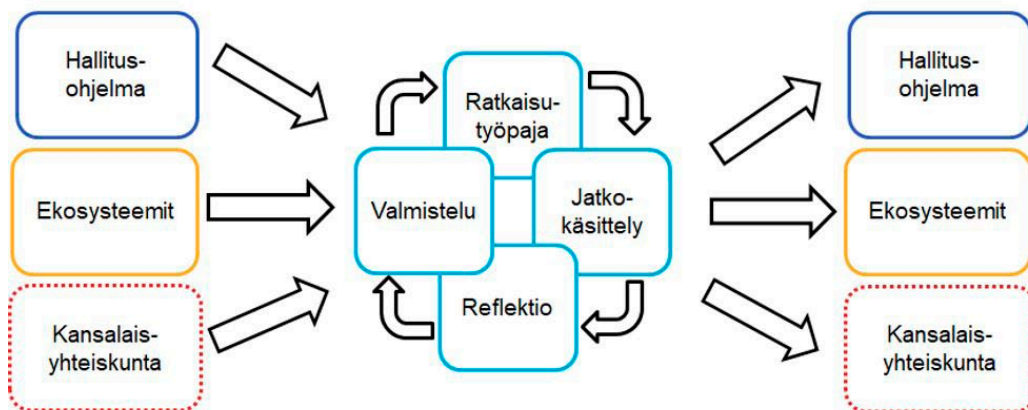 Hallitus-
ohjelma
Ekosysteemit
Kansalais-
yhteiskunta
Ratkaisu-
työpaja
Valmistelu
Jatko-
käsittely
Reflektio
Hallitus-
ohjelma
Ekosysteemit
Kansalais-
yhteiskunta